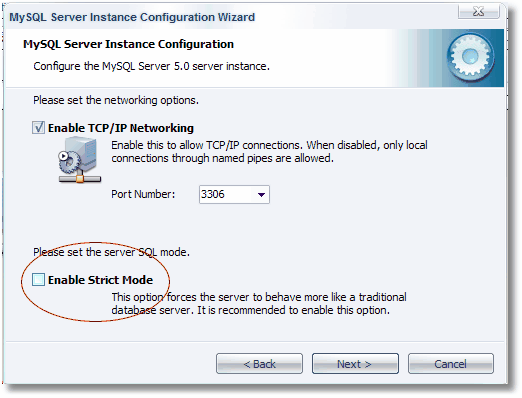 MySQL Server Instance Configuration Wizard
MySQL Server Instance Configuration
Configure the MySQL Server 5.0 server instance.
Please set the networking options.
Enable TCP/IP Networking
Enable this to allow TCP/IP connections. When disabled, only local
connections through named pipes are allowed.
Port Number: 3306
Please set the server SQL mode.
Enable Strict Mode
This option forces the server to behave more like a traditional
database server. It is recommended to enable this option.
< Back Next > Cancel